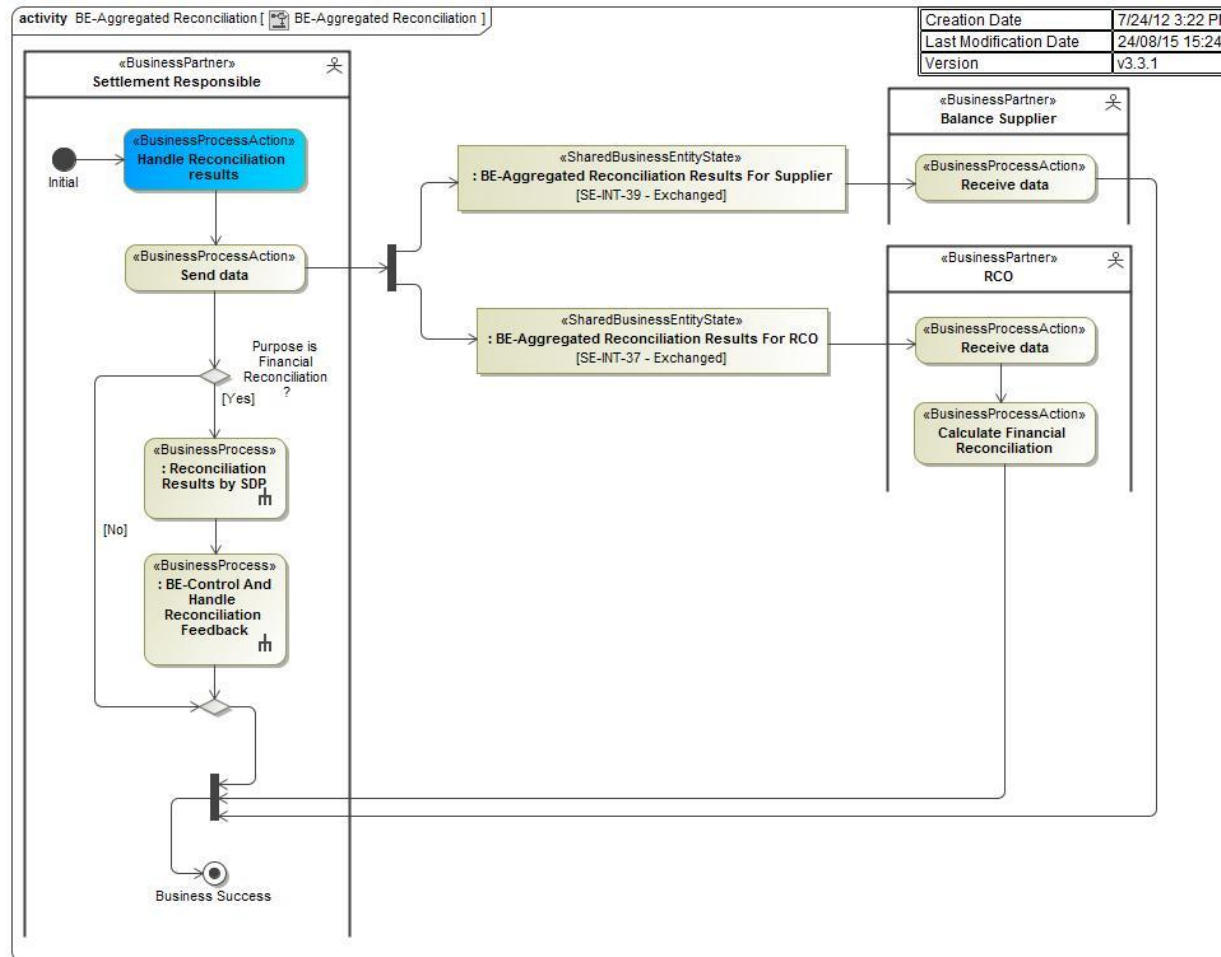 activity BE-Aggregated Reconciliation [ BE-Aggregated Reconciliation ]
Creation Date 7/24/12 3:22 P
Last Modification Date 24/08/15 15:24
Version v3.3.1
«BusinessPartner»
Settlement Responsible
«BusinessProcessAction»
Handle Reconciliation
results
Initial
«BusinessProcessAction»
Send data
Purpose is
Financial
Reconciliation
?
[Yes]
«BusinessProcess»
: Reconciliation
Results by SDP
[No]
«BusinessProcess»
: BE-Control And
Handle
Reconciliation
Feedback
Business Success
«SharedBusinessEntityState»
: BE-Aggregated Reconciliation Results For Supplier
[SE-INT-39 - Exchanged]
«SharedBusinessEntityState»
: BE-Aggregated Reconciliation Results For RCO
[SE-INT-37 - Exchanged]
«BusinessPartner»
Balance Supplier
«BusinessProcessAction»
Receive data
«BusinessPartner»
RCO
«BusinessProcessAction»
Receive data
«BusinessProcessAction»
Calculate Financial
Reconciliation